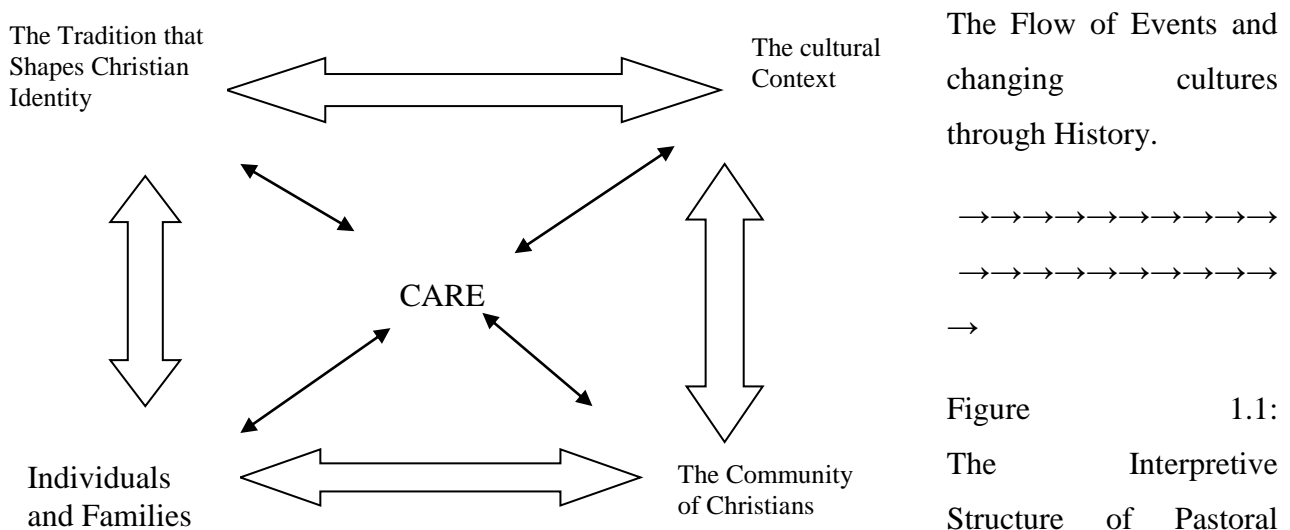 The Tradition that
Shapes Christian
Identity
The cultural
Context
CARE
Individuals
and Families
The Community
of Christians
The Flow of Events and
changing cultures
through History.
→→→→→→→→→→
→→→→→→→→→→
→
Figure 1.1:
The Interpretive
Structure of Pastoral